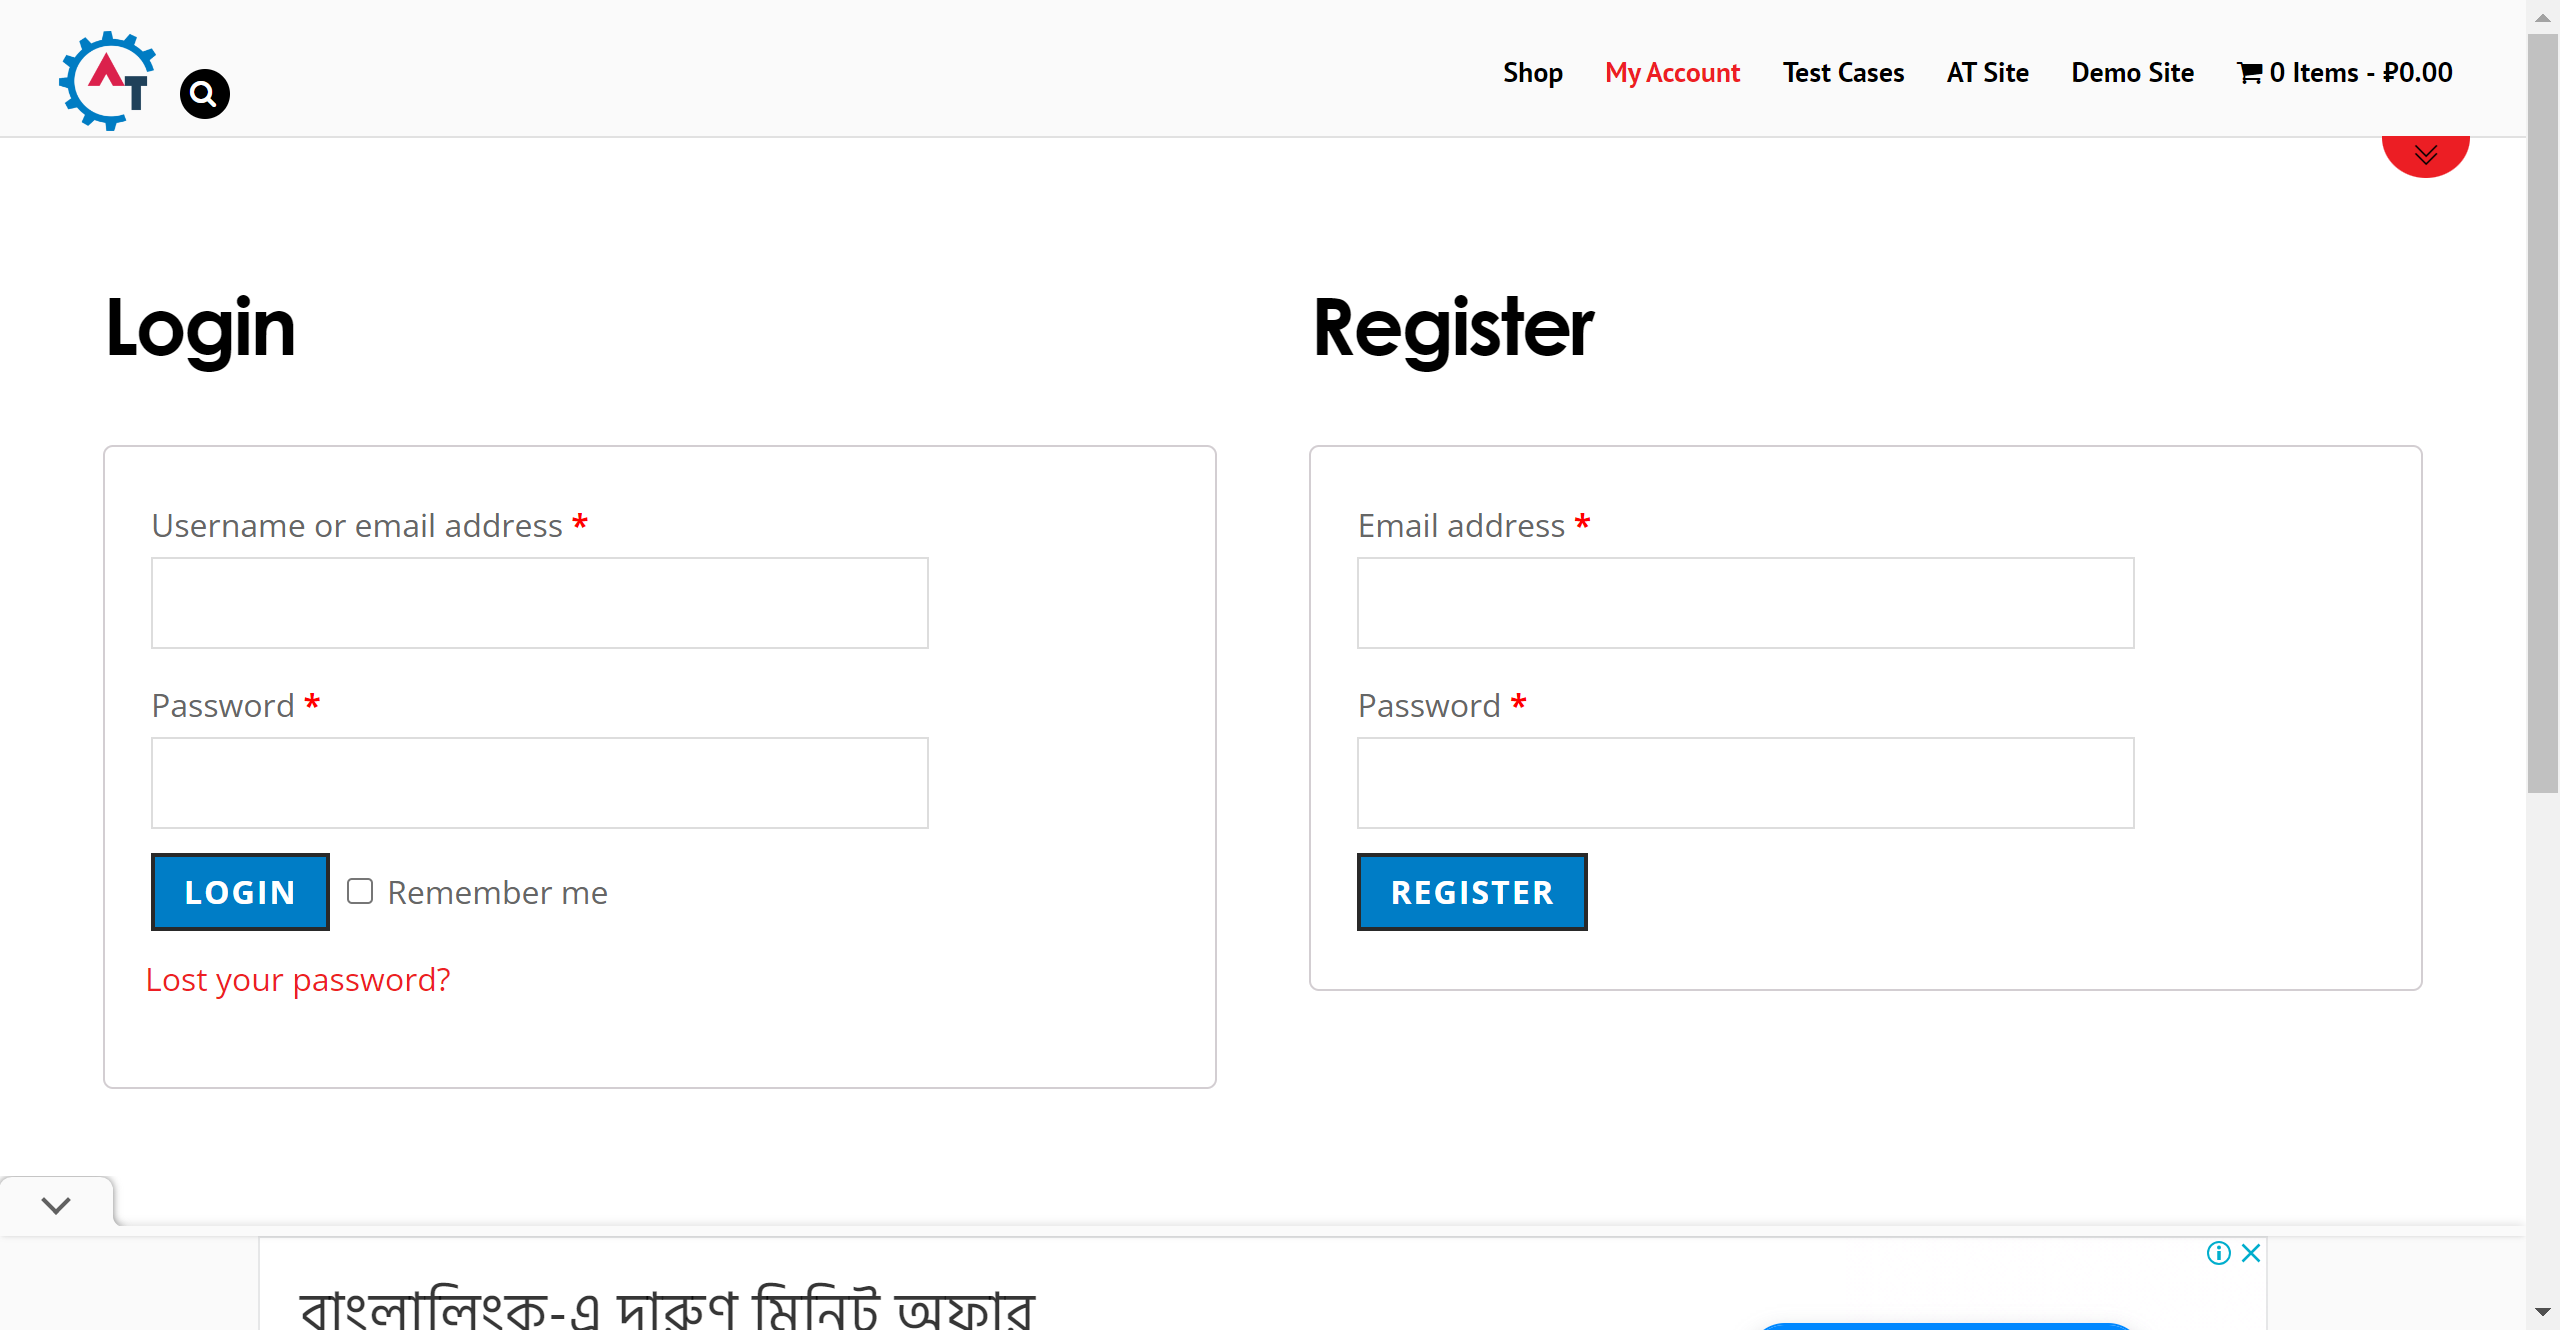 AT
Shop My Account Test Cases AT Site Demo Site 0 Items - ₽0.00
Login
Register
Username or email address *
Password *
LOGIN Remember me
Lost your password?
Email address *
Password *
REGISTER
বাংলালিংক-এ দারুণ মিনিট অফার